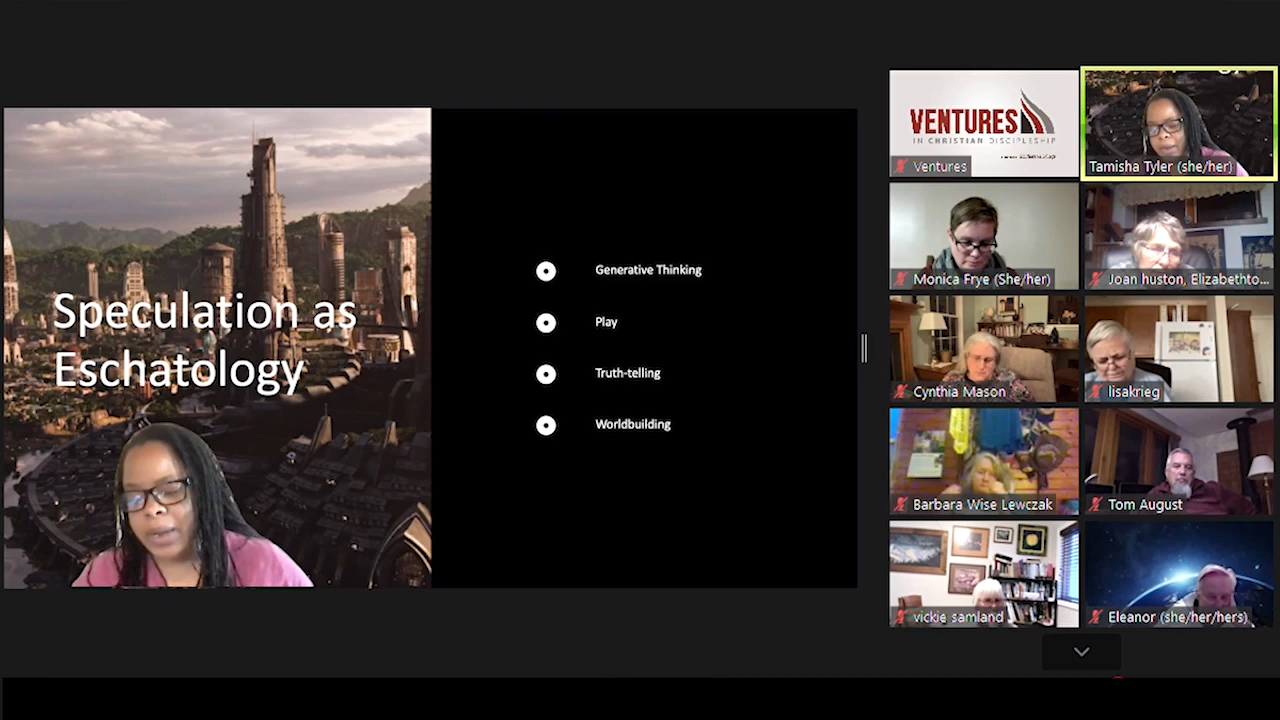 Speculation as
Eschatology
Generative Thinking
Play
Truth-telling
Worldbuilding
VENTURES
IN CHRISTIAN DISCIPLESHIP
Ventures
Tamisha Tyler (she/her)
Monica Frye (She/her)
Joan huston, Elizabethto...
Cynthia Mason
lisakrieg
Barbara Wise Lewczak
Tom August
vickie samland
Eleanor (she/her/hers)